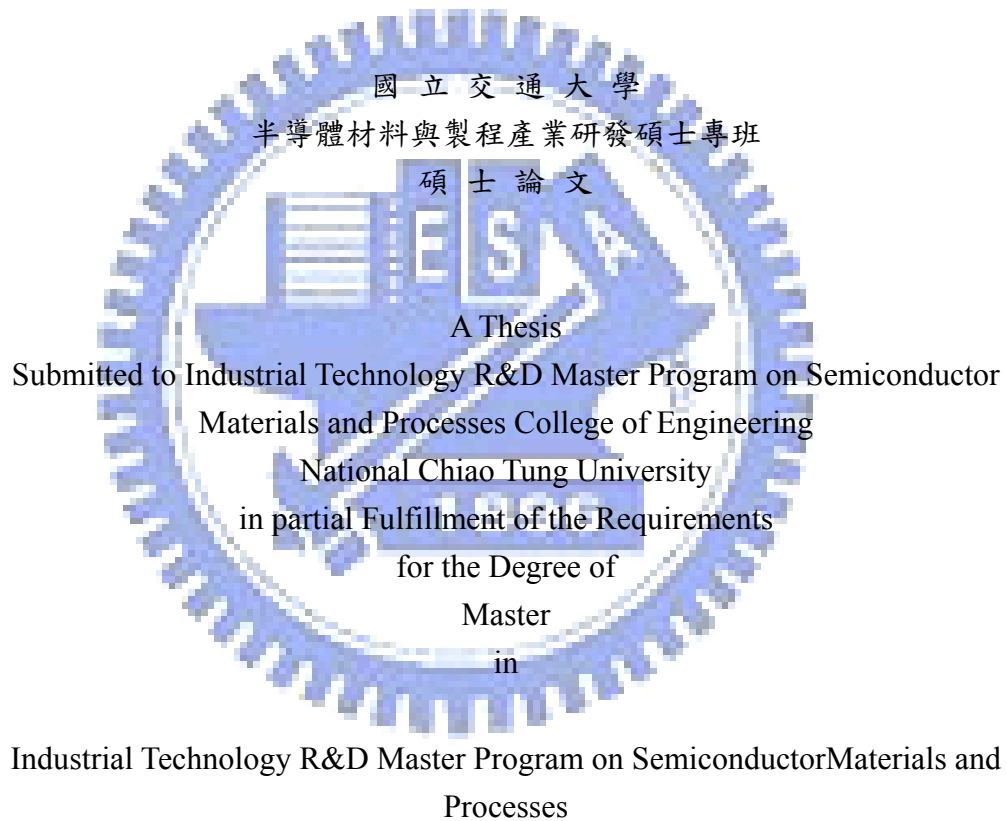 國 立 交 通 大 學
半導體材料與製程產業研發碩士專班
碩 士 論 文
E S A
A Thesis
Submitted to Industrial Technology R&D Master Program on Semiconductor
Materials and Processes College of Engineering
National Chiao Tung University
in partial Fulfillment of the Requirements
for the Degree of
Master
in
Industrial Technology R&D Master Program on SemiconductorMaterials and
Processes